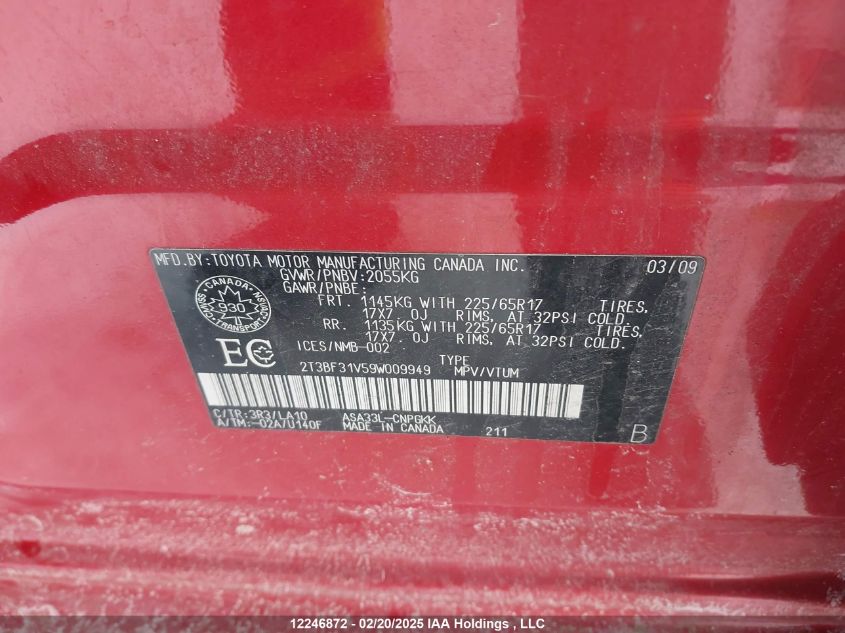 MFD.BY:TOYOTA MOTOR MANUFACTURING CANADA INC. 03/09
GVWR/PNBV:2055KG
GAWR/PNBE:
FRT. 1145KG WITH 225/65R17 TIRES,
17X7.0J RIMS, AT 32PSI COLD.
RR. 1135KG WITH 225/65R17 TIRES,
17X7.0J RIMS, AT 32PSI COLD.
ICES/NMB-002
CANADA
930
TRANSPORT
EC
TYPE
2T3BF31V59W009949 MPV/VTUM
C/TR:3R3/LA10 ASA33L-CNPGKK
A/TM:-02A/U140F MADE IN CANADA 211 B
12246872 - 02/20/2025 IAA Holdings , LLC